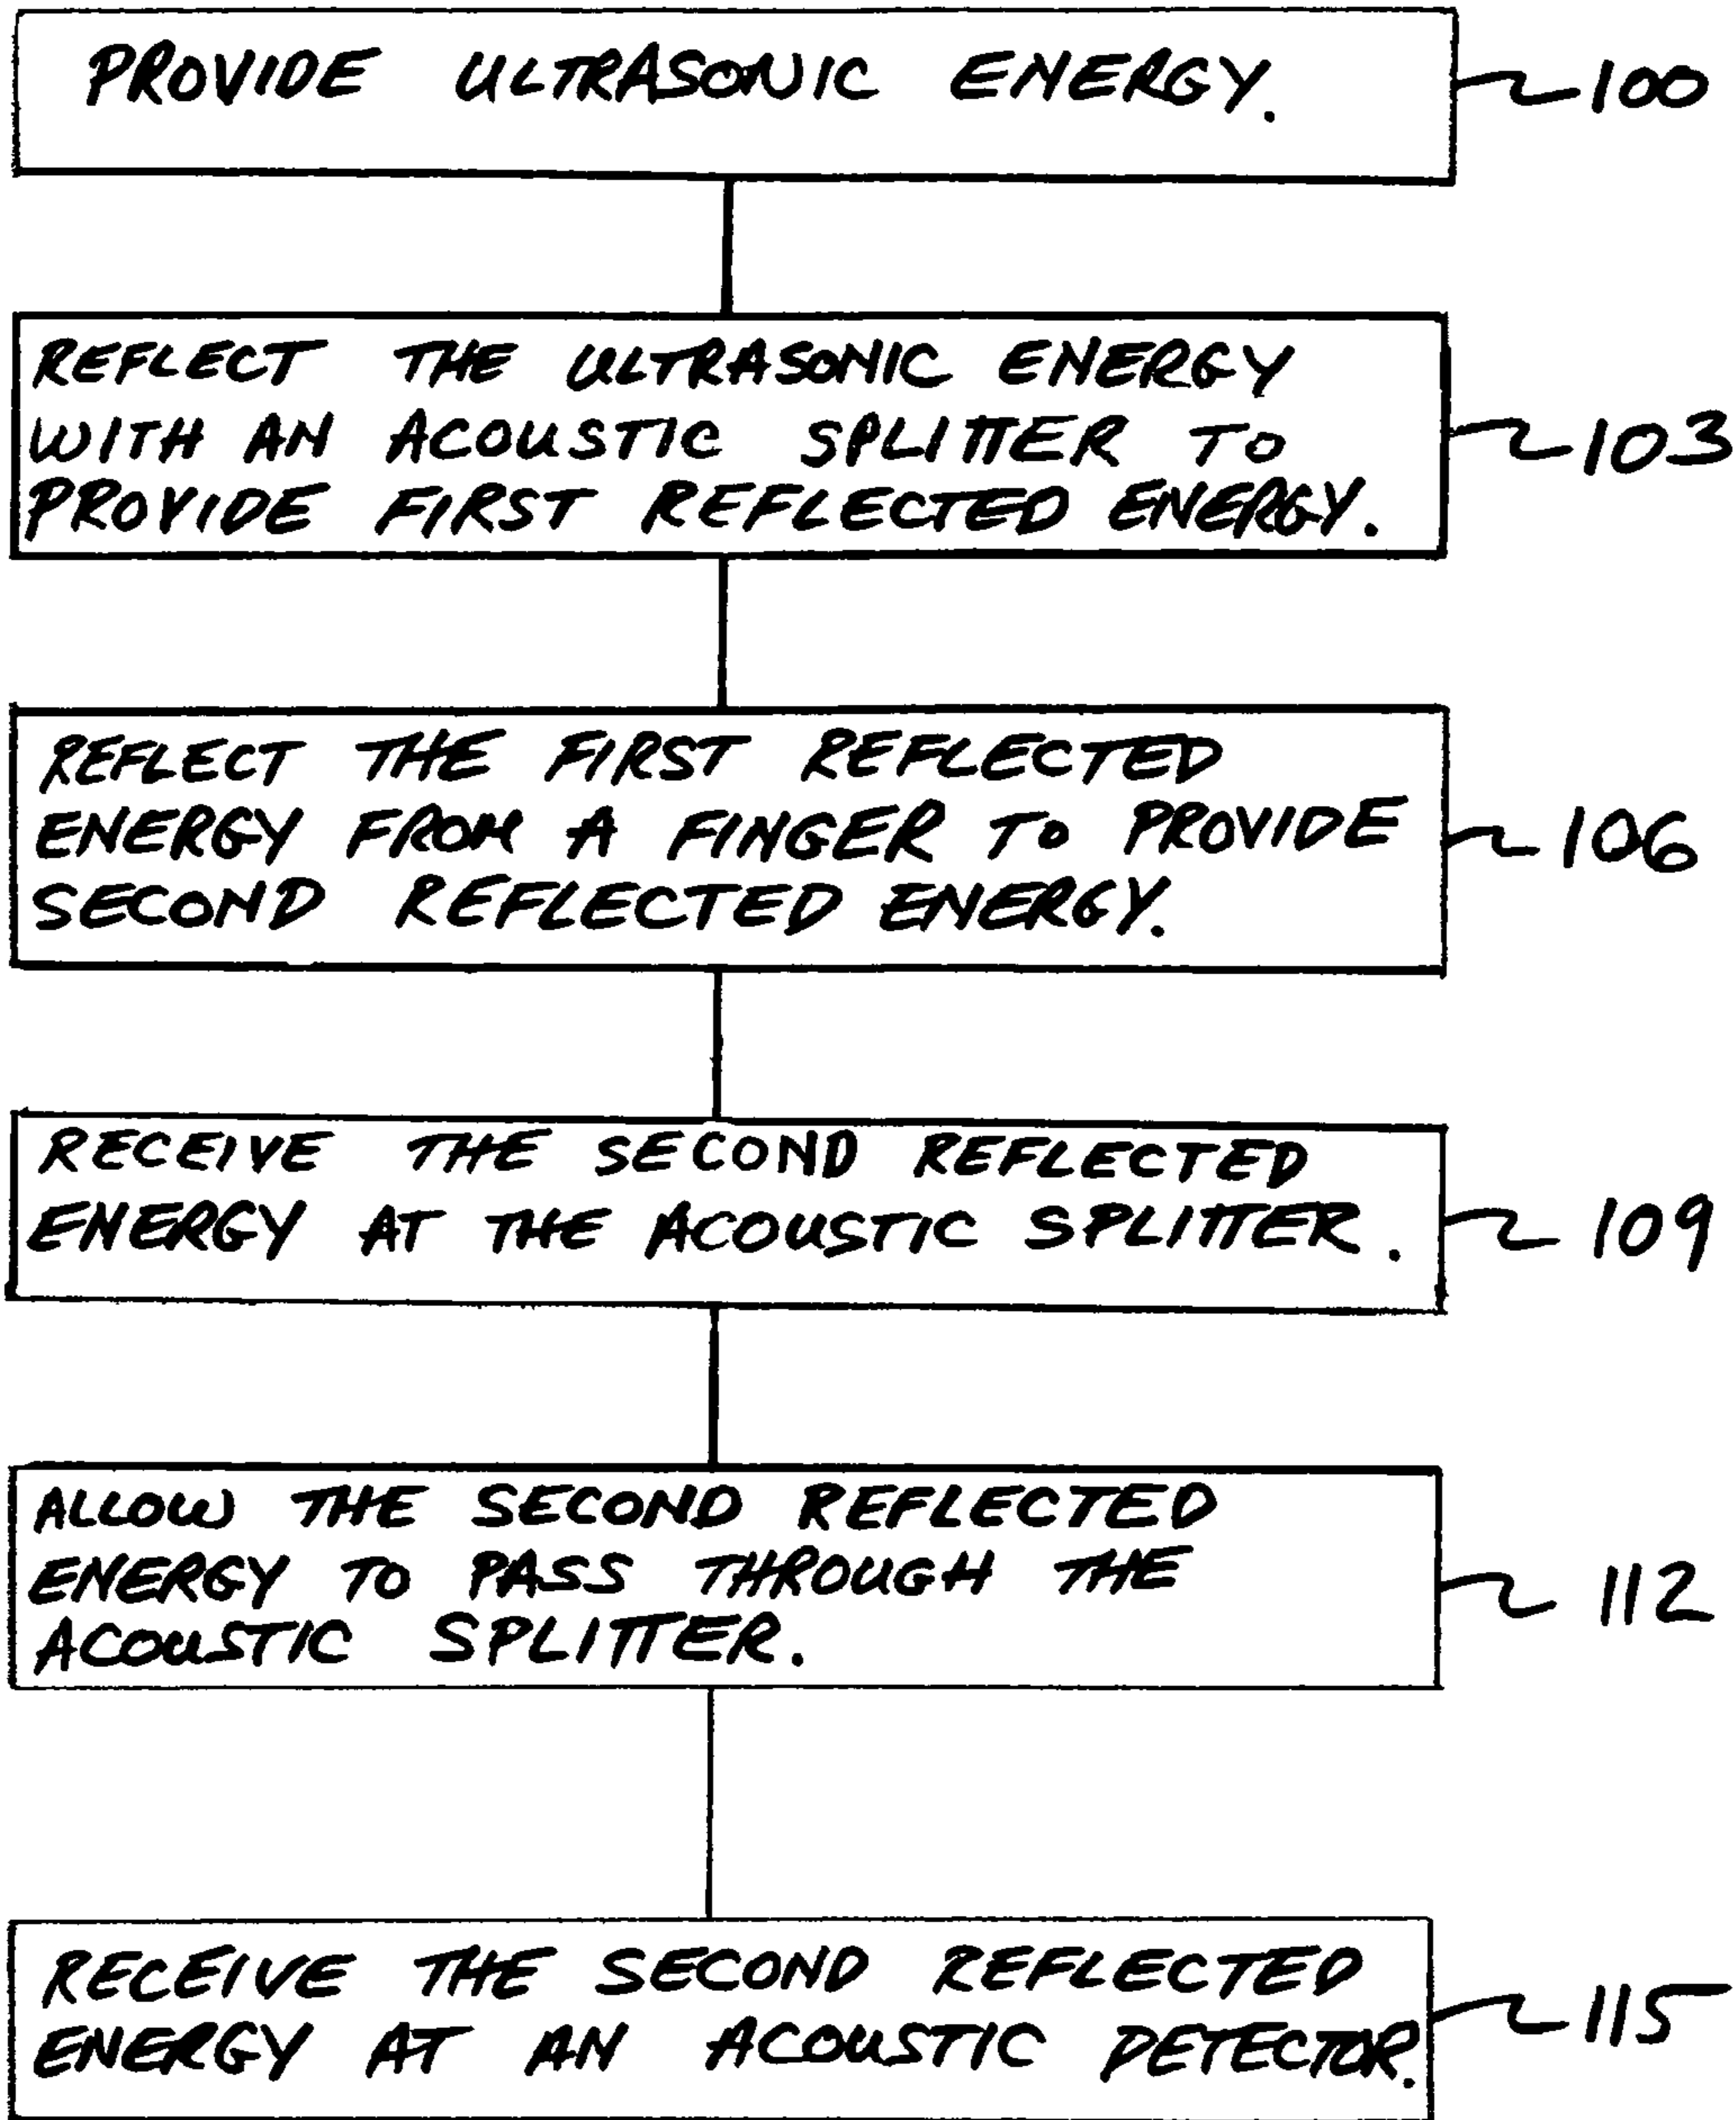 PROVIDE ULTRASONIC ENERGY.
100
REFLECT THE ULTRASONIC ENERGY
WITH AN ACOUSTIC SPLITTER TO
PROVIDE FIRST REFLECTED ENERGY.
103
REFLECT THE FIRST REFLECTED
ENERGY FROM A FINGER TO PROVIDE
SECOND REFLECTED ENERGY.
106
RECEIVE THE SECOND REFLECTED
ENERGY AT THE ACOUSTIC SPLITTER.
109
ALLOW THE SECOND REFLECTED
ENERGY TO PASS THROUGH THE
ACOUSTIC SPLITTER.
112
RECEIVE THE SECOND REFLECTED
ENERGY AT AN ACOUSTIC DETECTOR.
115